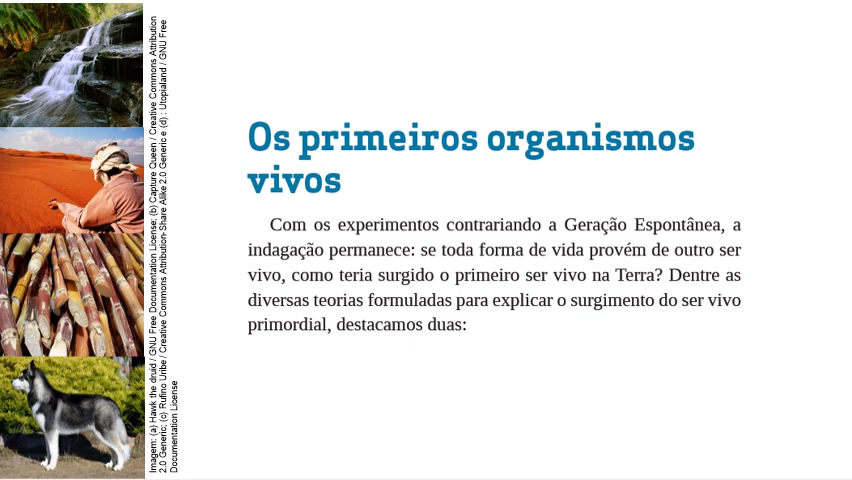 Os primeiros organismos
vivos
Com os experimentos contrariando a Geração Espontânea, a
indagação permanece: se toda forma de vida provém de outro ser
vivo, como teria surgido o primeiro ser vivo na Terra? Dentre as
diversas teorias formuladas para explicar o surgimento do ser vivo
primordial, destacamos duas:
Imagem: (a) Hawk the druid / GNU Free Documentation License; (b) Capture Queen / Creative Commons Attribution
2.0 Generic; (c) Rufino Uribe / Creative Commons Attribution-Share Alike 2.0 Generic e (d) : Utopialand / GNU Free
Documentation License